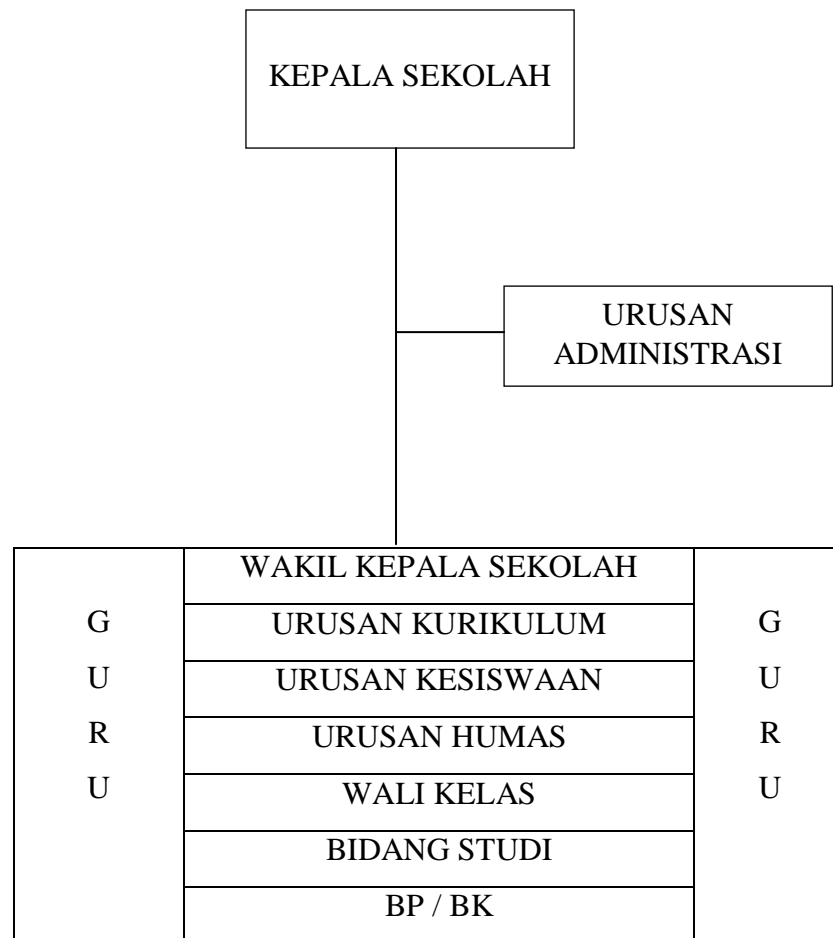 KEPALA SEKOLAH
URUSAN
ADMINISTRASI
WAKIL KEPALA SEKOLAH
G URUSAN KURIKULUM G
U URUSAN KESISWAAN U
R URUSAN HUMAS R
U WALI KELAS U
BIDANG STUDI
BP / BK